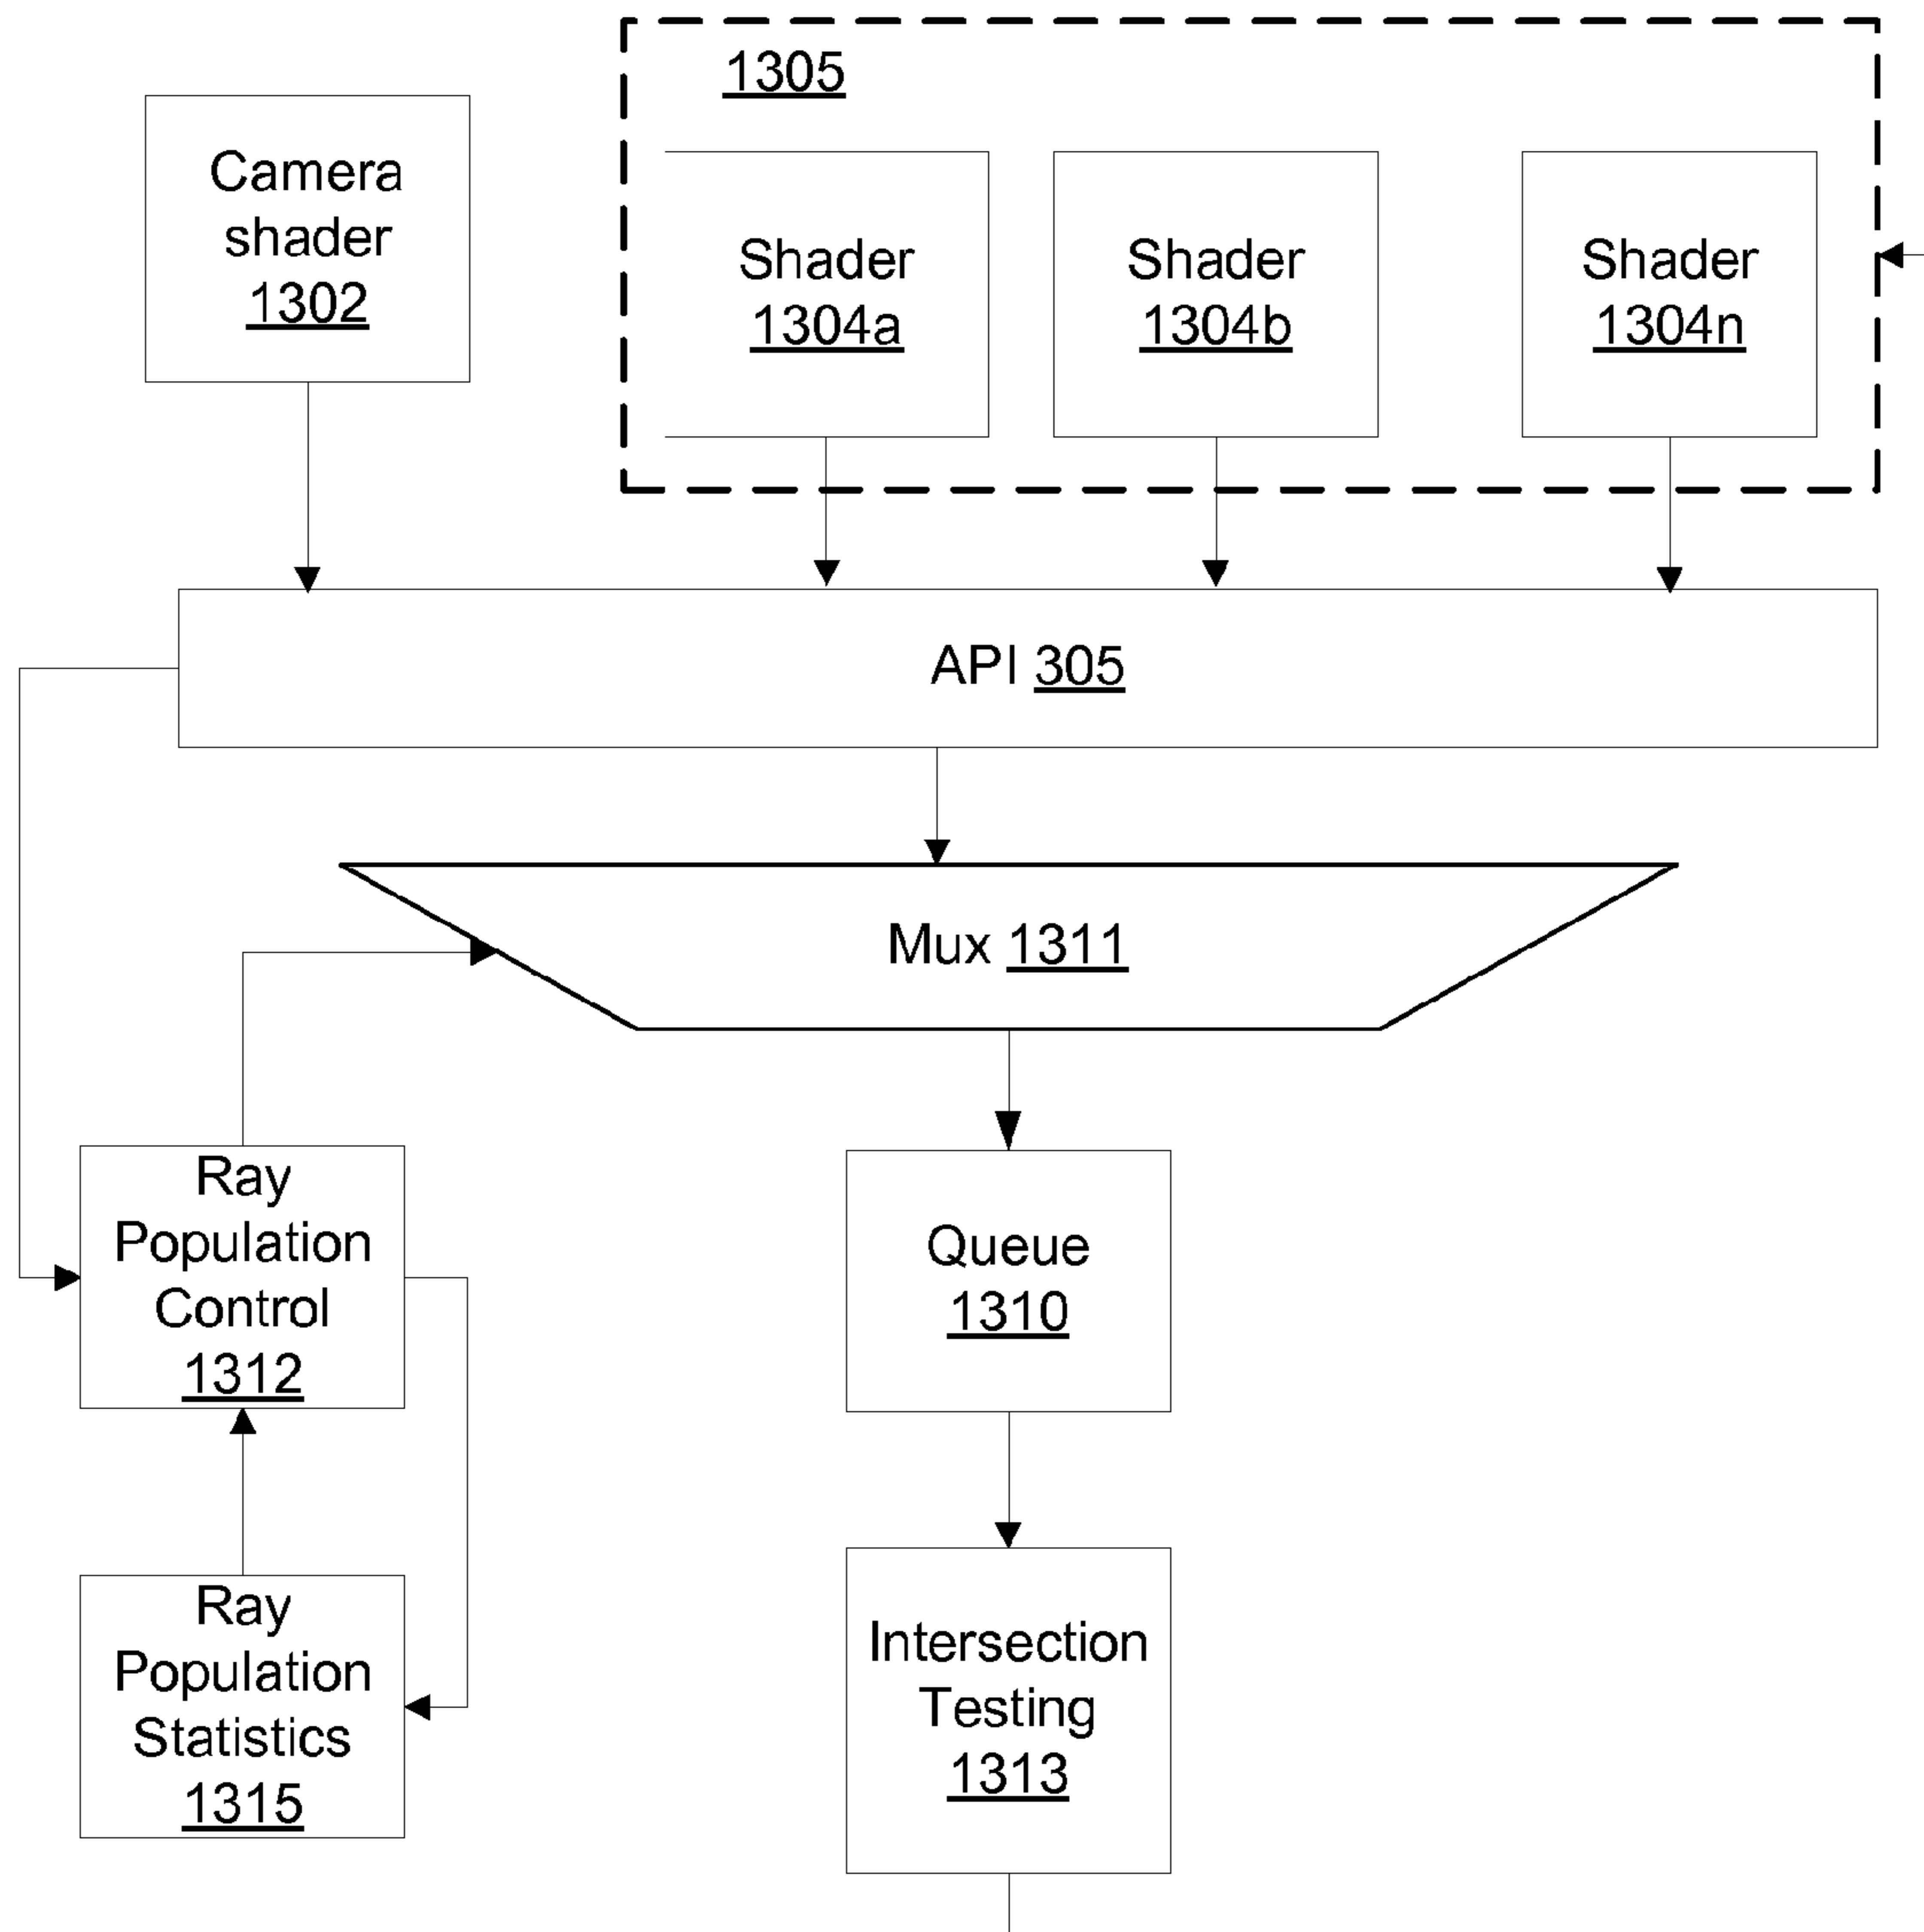 1305
Camera
shader
1302
Shader
1304a
Shader
1304b
Shader
1304n
API 305
Mux 1311
Ray
Population
Control
1312
Queue
1310
Ray
Population
Statistics
1315
Intersection
Testing
1313